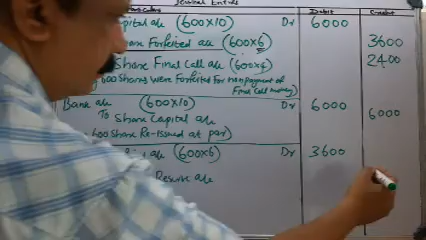 Journal Entries
Debit Credit
Capital a/c (600x10) Dr 6000
Share Forfeited a/c (600x6) 3600
Share Final Call a/c (600x4) 2400
600 Shares were Forfeited for nonpayment of
Final Call money)
Bank a/c (600x10) Dr 6000
To Share Capital a/c 6000
600 Share Re-issued at par)
a/c (600x6) Dr 3600
Reserve a/c